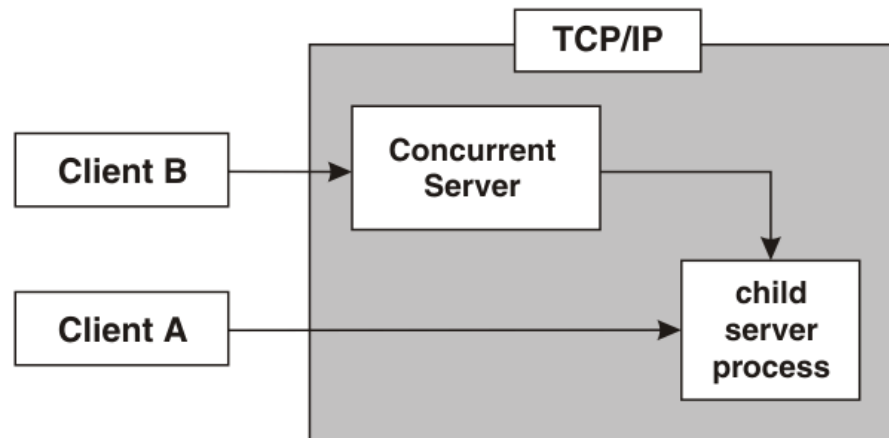 TCP/IP
Client B
Concurrent
Server
Client A
child
server
process